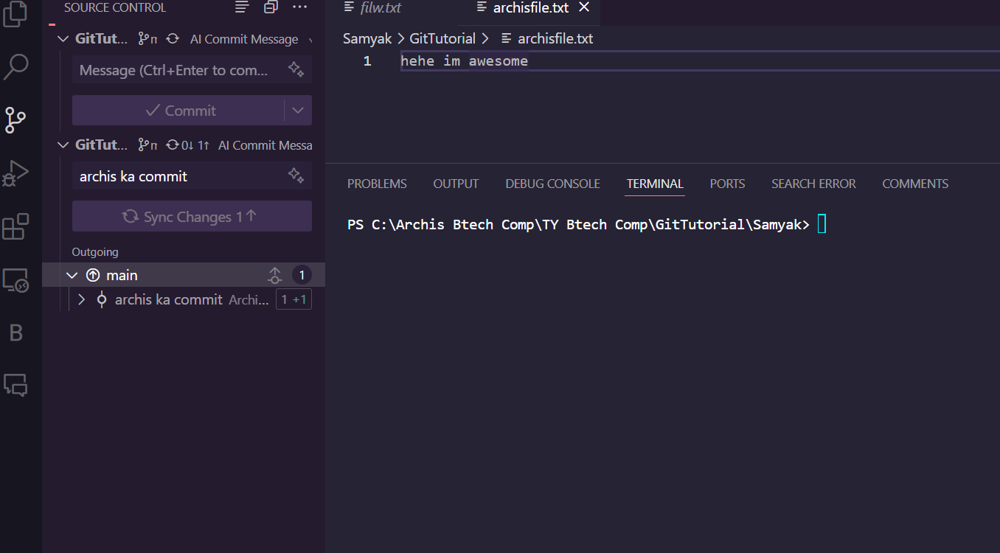 SOURCE CONTROL
GitTut... m AI Commit Message
Message (Ctrl+Enter to com...
Commit
GitTut... m 0↓ 1↑ AI Commit Messa
archis ka commit
Sync Changes 1↑
Outgoing
main 1
archis ka commit Archi... 1 +1
B
filw.txt archisfile.txt
Samyak > GitTutorial > archisfile.txt
1 hehe im awesome
PROBLEMS OUTPUT DEBUG CONSOLE TERMINAL PORTS SEARCH ERROR COMMENTS
PS C:\Archis Btech Comp\TY Btech Comp\GitTutorial\Samyak>